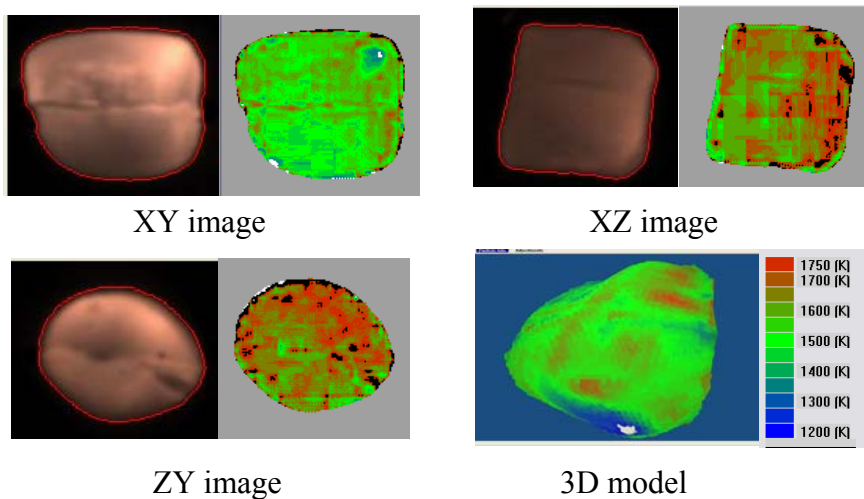 XY image
XZ image
1750 (K)
1700 (K)
1600 (K)
1500 (K)
1400 (K)
1300 (K)
1200 (K)
ZY image
3D model